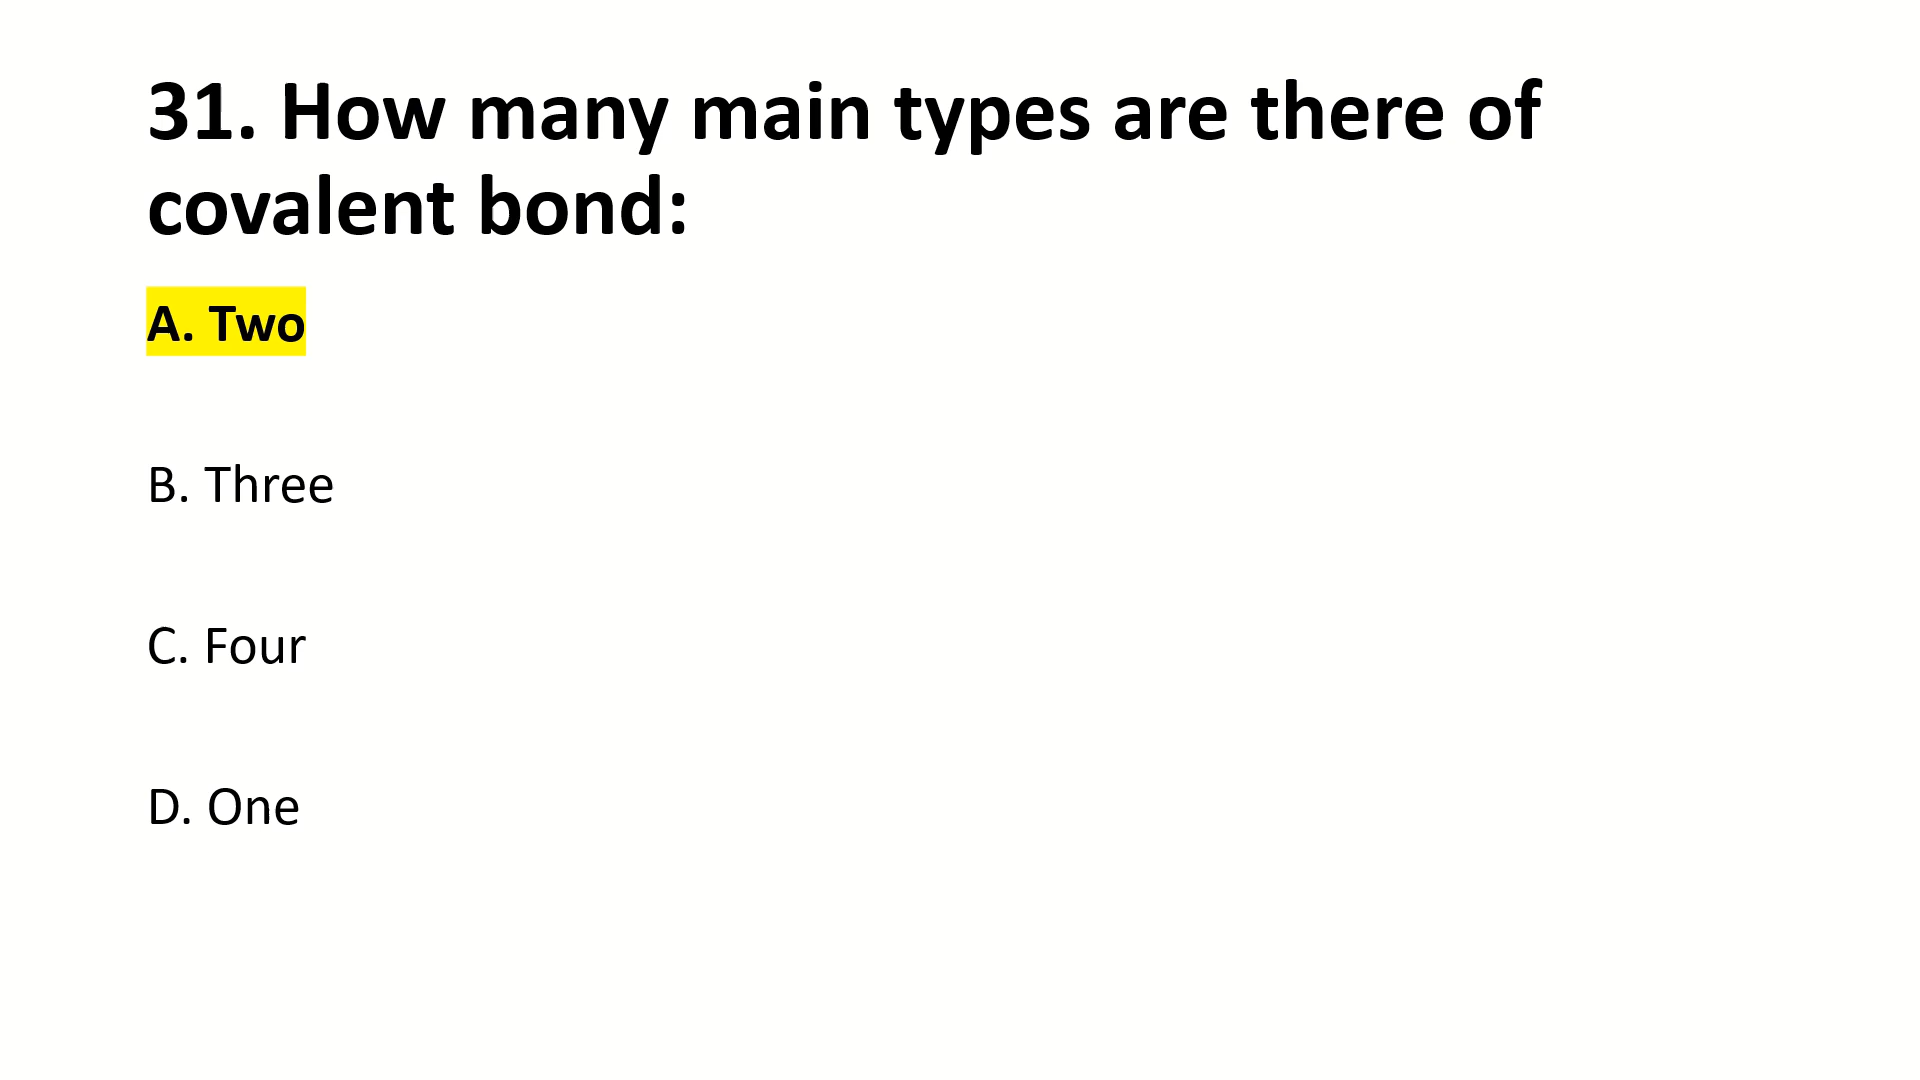 31. How many main types are there of
covalent bond:
A. Two
B. Three
C. Four
D. One